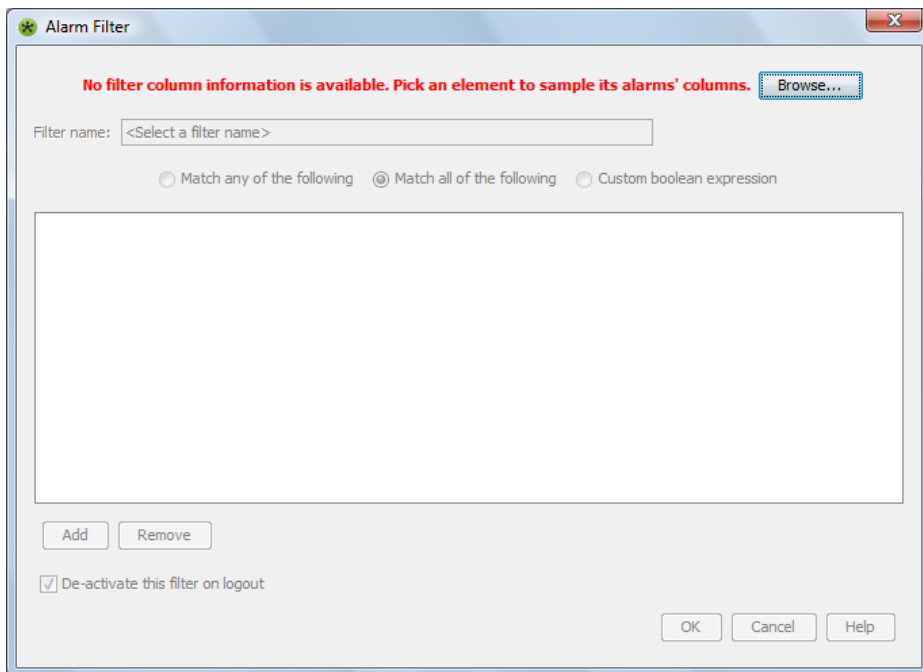 Alarm Filter
No filter column information is available. Pick an element to sample its alarms' columns. Browse...
Filter name: <Select a filter name>
Match any of the following Match all of the following Custom boolean expression
Add Remove
De-activate this filter on logout
OK Cancel Help